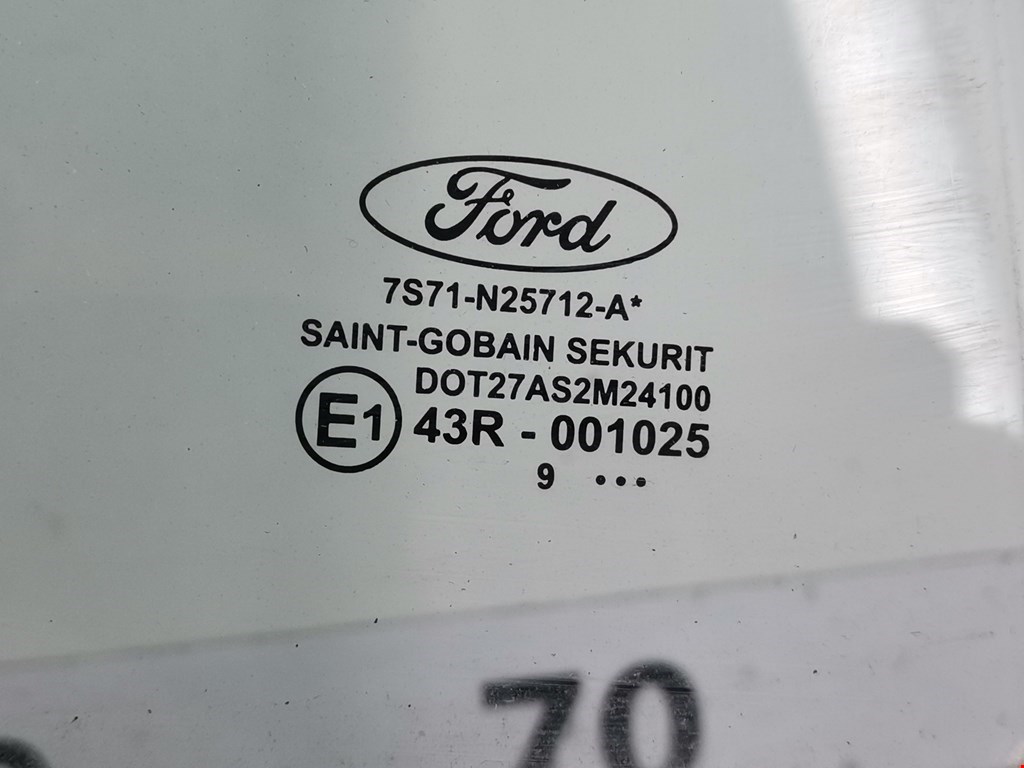 Ford
7S71-N25712-A*
SAINT-GOBAIN SEKURIT
DOT27AS2M24100
E1 43R - 001025
9 •••
70